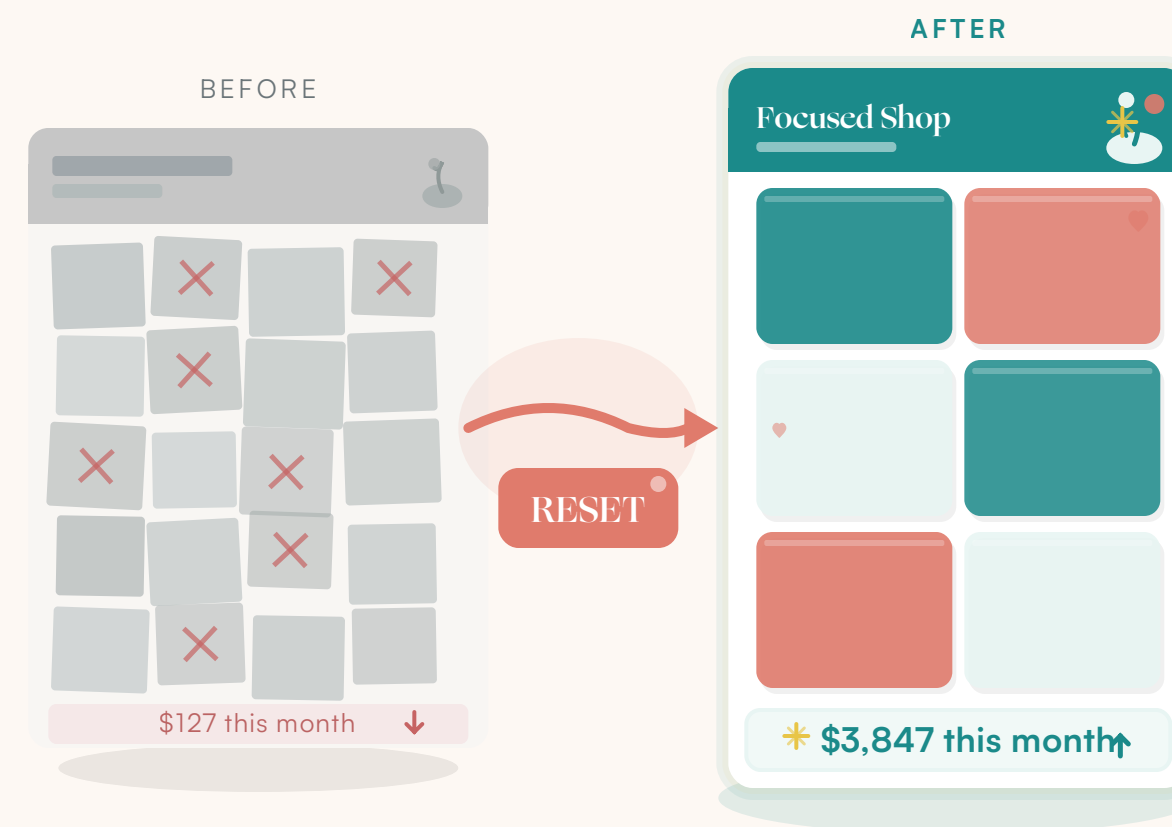 BEFORE
$127 this month
RESET
AFTER
Focused Shop
$3,847 this month